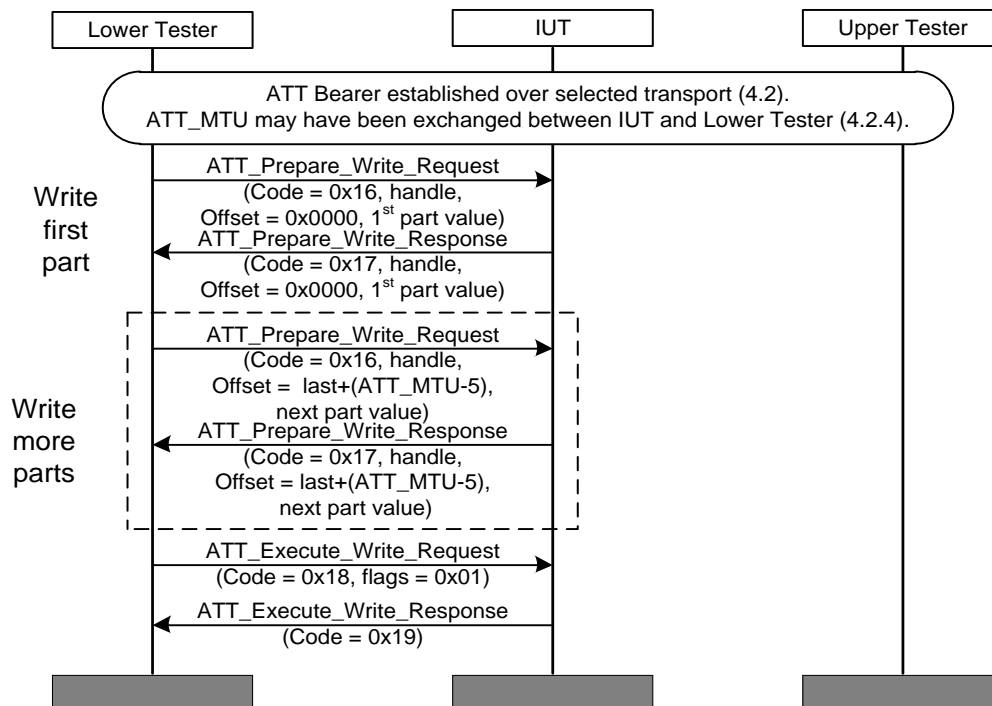 Lower Tester
IUT
Upper Tester
ATT Bearer established over selected transport (4.2).
ATT_MTU may have been exchanged between IUT and Lower Tester (4.2.4).
Write
first
part
ATT_Prepare_Write_Request
(Code = 0x16, handle,
Offset = 0x0000, 1st part value)
ATT_Prepare_Write_Response
(Code = 0x17, handle,
Offset = 0x0000, 1st part value)
Write
more
parts
ATT_Prepare_Write_Request
(Code = 0x16, handle,
Offset = last+(ATT_MTU-5),
next part value)
ATT_Prepare_Write_Response
(Code = 0x17, handle,
Offset = last+(ATT_MTU-5),
next part value)
ATT_Execute_Write_Request
(Code = 0x18, flags = 0x01)
ATT_Execute_Write_Response
(Code = 0x19)